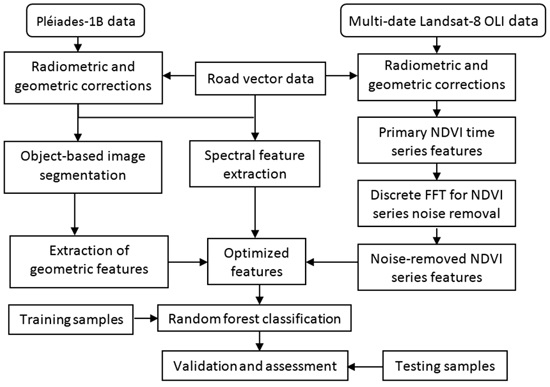 Pléiades-1B data
Multi-date Landsat-8 OLI data
Radiometric and
geometric corrections
Road vector data
Radiometric and
geometric corrections
Object-based image
segmentation
Spectral feature
extraction
Primary NDVI time
series features
Discrete FFT for NDVI
series noise removal
Extraction of
geometric features
Optimized
features
Noise-removed NDVI
series features
Training samples
Random forest classification
Validation and assessment
Testing samples